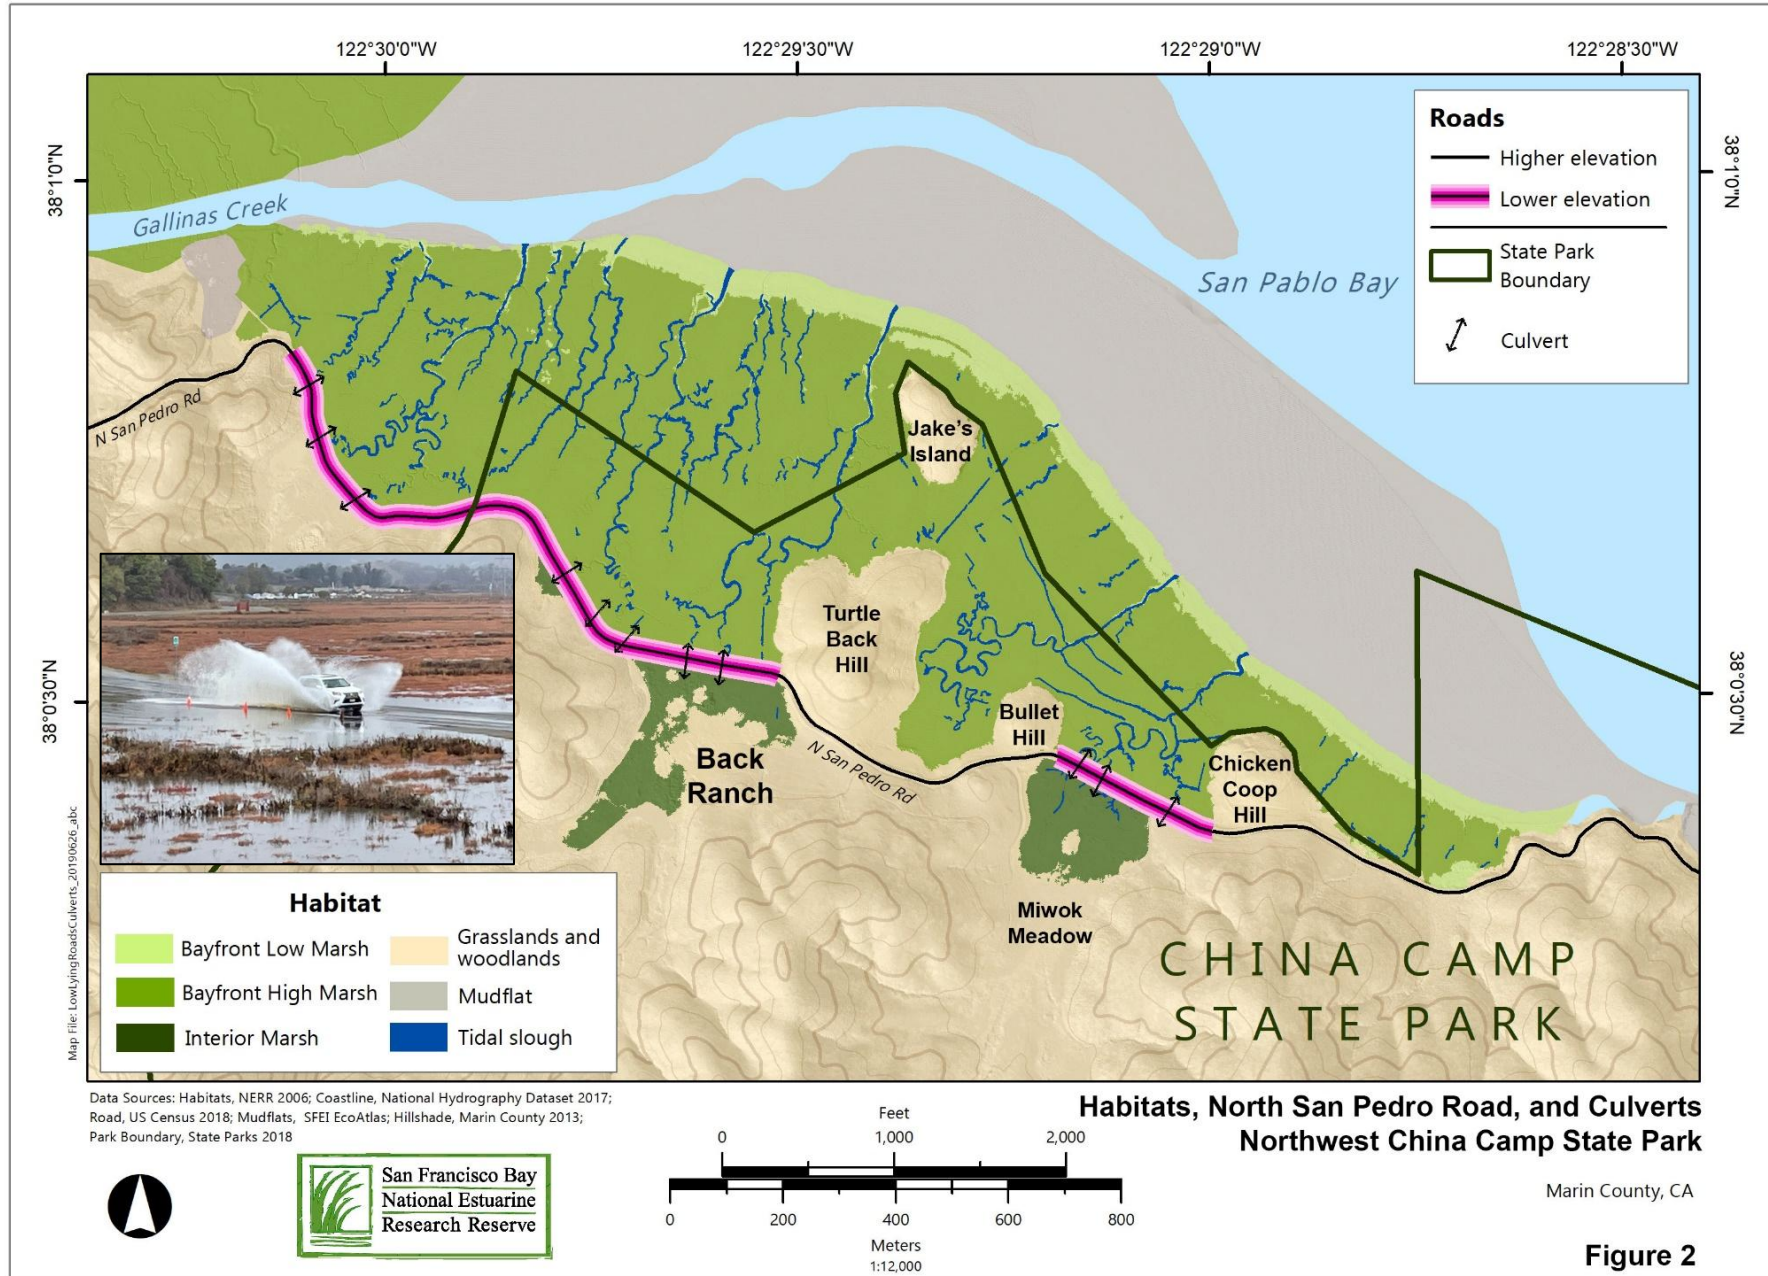 122°30'0"W
122°29'30"W
122°29'0"W
122°28'30"W
38°1'0"N
38°1'0"N
38°0'30"N
38°0'30"N
Roads
Higher elevation
Lower elevation
State Park
Boundary
Culvert
Gallinas Creek
San Pablo Bay
N San Pedro Rd
Jake's
Island
Turtle
Back
Hill
Bullet
Hill
Back
Ranch
N San Pedro Rd
Chicken
Coop
Hill
Miwok
Meadow
CHINA CAMP
STATE PARK
Habitat
Bayfront Low Marsh
Bayfront High Marsh
Interior Marsh
Grasslands and
woodlands
Mudflat
Tidal slough
Map File: LowLyingRoadsCulverts_20190626_abc
Data Sources: Habitats, NERR 2006; Coastline, National Hydrography Dataset 2017;
Road, US Census 2018; Mudflats, SFEI EcoAtlas; Hillshade, Marin County 2013;
Park Boundary, State Parks 2018
San Francisco Bay
National Estuarine
Research Reserve
Feet
0 1,000 2,000
0 200 400 600 800
Meters
1:12,000
Habitats, North San Pedro Road, and Culverts
Northwest China Camp State Park
Marin County, CA
Figure 2